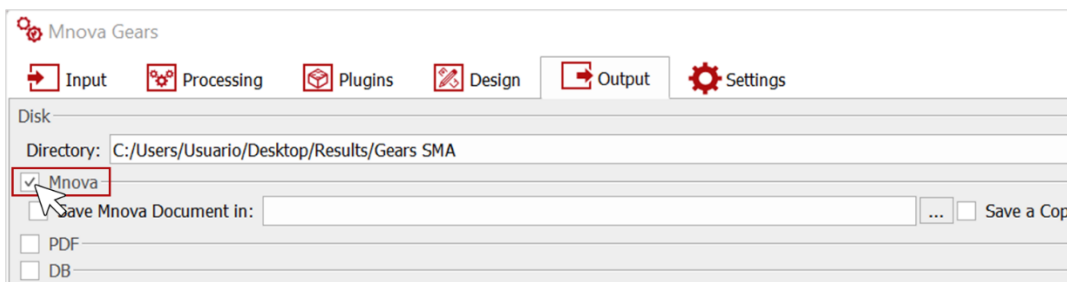 Mnova Gears
Input Processing Plugins Design Output Settings
Disk
Directory: C:/Users/Usuario/Desktop/Results/Gears SMA
Mnova
Save Mnova Document in: ... Save a Cop
PDF
DB